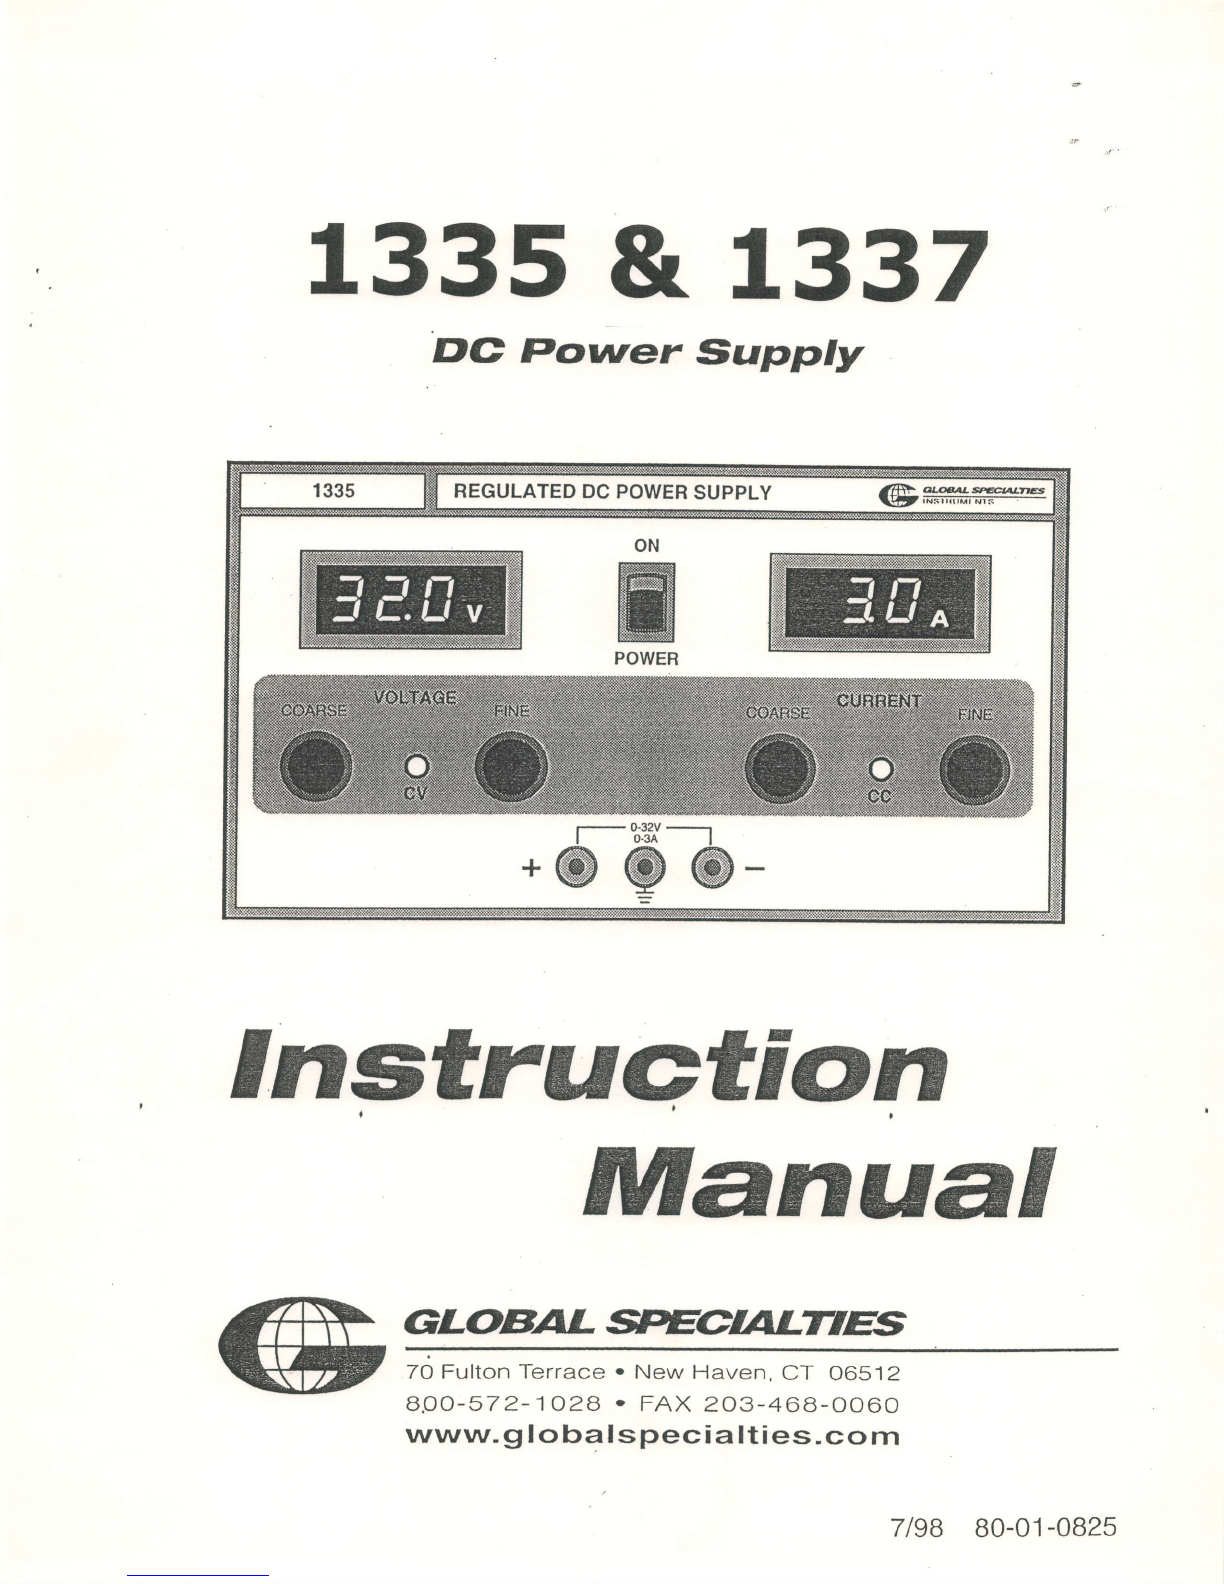 1335 & 1337
DC Power Supply
1335
REGULATED DC POWER SUPPLY
GLOBAL SPECIALTIES
INSTRUMENTS
ON
32.0 V
3.0 A
POWER
VOLTAGE
COARSE
FINE
CV
CURRENT
COARSE
FINE
CC
0-32V
0-3A
+
−
Instruction
Manual
GLOBAL SPECIALTIES
70 Fulton Terrace • New Haven, CT 06512
800-572-1028 • FAX 203-468-0060
www.globalspecialties.com
7/98 80-01-0825